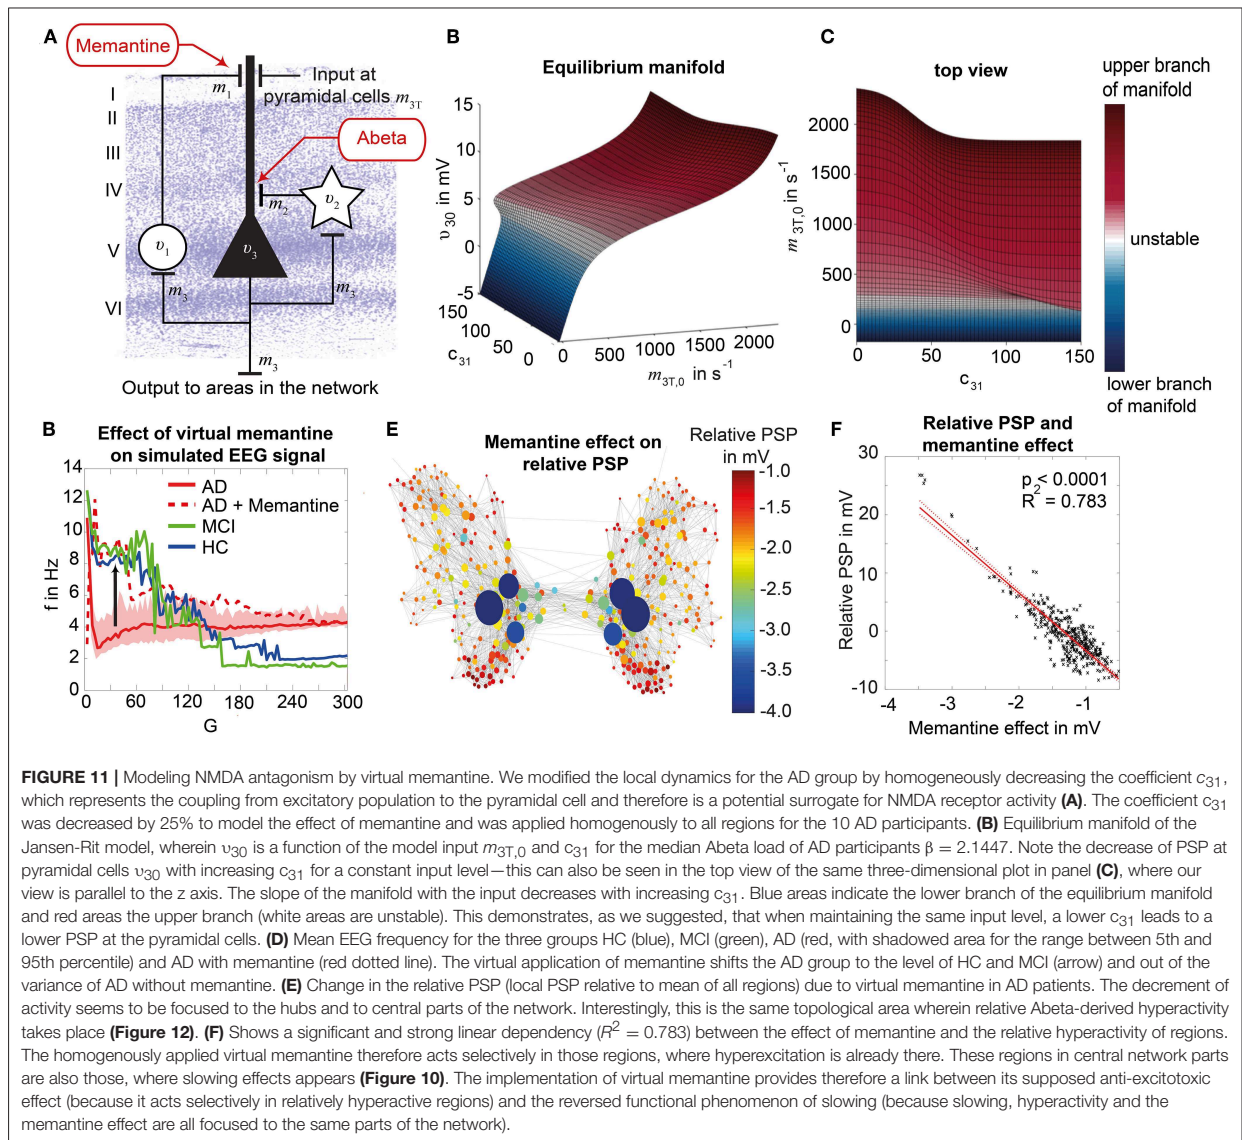 A
Memantine
m1
Input at
pyramidal cells m3T
Abeta
I
II
III
IV
V
VI
m2
υ2
υ1
υ3
m3
m3
m3
Output to areas in the network
B
Equilibrium manifold
υ30 in mV
15
10
5
0
-5
150
100
50
0
c31
0
500
1000
1500
2000
m3T,0 in s-1
C
top view
m3T,0 in s-1
2000
1500
1000
500
0
0
50
100
150
c31
upper branch
of manifold
unstable
lower branch
of manifold
B
Effect of virtual memantine
on simulated EEG signal
f in Hz
14
12
10
8
6
4
2
0
AD
AD + Memantine
MCI
HC
0
60
120
180
240
300
G
E
Memantine effect on
relative PSP
Relative PSP
in mV
-1.0
-1.5
-2.0
-2.5
-3.0
-3.5
-4.0
F
Relative PSP and
memantine effect
Relative PSP in mV
30
20
10
0
-10
p < 0.0001
R2 = 0.783
-4
-3
-2
-1
Memantine effect in mV
FIGURE 11 | Modeling NMDA antagonism by virtual memantine. We modified the local dynamics for the AD group by homogeneously decreasing the coefficient c31,
which represents the coupling from excitatory population to the pyramidal cell and therefore is a potential surrogate for NMDA receptor activity (A). The coefficient c31
was decreased by 25% to model the effect of memantine and was applied homogenously to all regions for the 10 AD participants. (B) Equilibrium manifold of the
Jansen-Rit model, wherein υ30 is a function of the model input m3T,0 and c31 for the median Abeta load of AD participants β = 2.1447. Note the decrease of PSP at
pyramidal cells υ30 with increasing c31 for a constant input level—this can also be seen in the top view of the same three-dimensional plot in panel (C), where our
view is parallel to the z axis. The slope of the manifold with the input decreases with increasing c31. Blue areas indicate the lower branch of the equilibrium manifold
and red areas the upper branch (white areas are unstable). This demonstrates, as we suggested, that when maintaining the same input level, a lower c31 leads to a
lower PSP at the pyramidal cells. (D) Mean EEG frequency for the three groups HC (blue), MCI (green), AD (red, with shadowed area for the range between 5th and
95th percentile) and AD with memantine (red dotted line). The virtual application of memantine shifts the AD group to the level of HC and MCI (arrow) and out of the
variance of AD without memantine. (E) Change in the relative PSP (local PSP relative to mean of all regions) due to virtual memantine in AD patients. The decrement of
activity seems to be focused to the hubs and to central parts of the network. Interestingly, this is the same topological area wherein relative Abeta-derived hyperactivity
takes place (Figure 12). (F) Shows a significant and strong linear dependency (R2 = 0.783) between the effect of memantine and the relative hyperactivity of regions.
The homogenously applied virtual memantine therefore acts selectively in those regions, where hyperexcitation is already there. These regions in central network parts
are also those, where slowing effects appears (Figure 10). The implementation of virtual memantine provides therefore a link between its supposed anti-excitotoxic
effect (because it acts selectively in relatively hyperactive regions) and the reversed functional phenomenon of slowing (because slowing, hyperactivity and the
memantine effect are all focused to the same parts of the network).